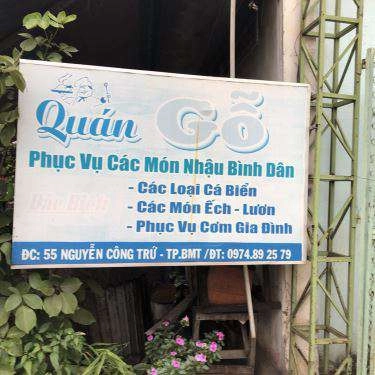 Quán Gỗ
Phục Vụ Các Món Nhậu Bình Dân
- Các Loại Cá Biển
- Các Món Ếch - Lươn
- Phục Vụ Cơm Gia Đình
ĐC: 55 NGUYỄN CÔNG TRỨ - TP.BMT /ĐT: 0974.89 25 79